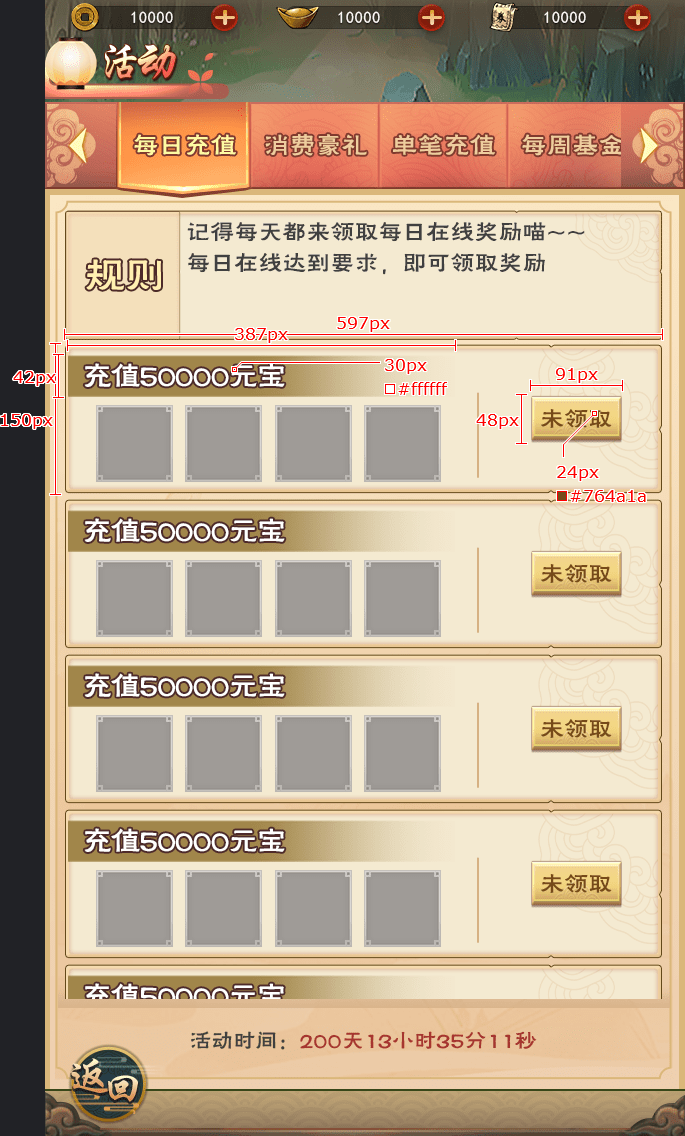 10000
10000
10000
活动
每日充值
消费豪礼
单笔充值
每周基金
规则
记得每天都来领取每日在线奖励喵~~
每日在线达到要求，即可领取奖励
597px
387px
42px
充值50000元宝
30px
#ffffff
91px
150px
48px
未领取
24px
#764a1a
充值50000元宝
未领取
充值50000元宝
未领取
充值50000元宝
未领取
充值50000元宝
活动时间：200天13小时35分11秒
返回